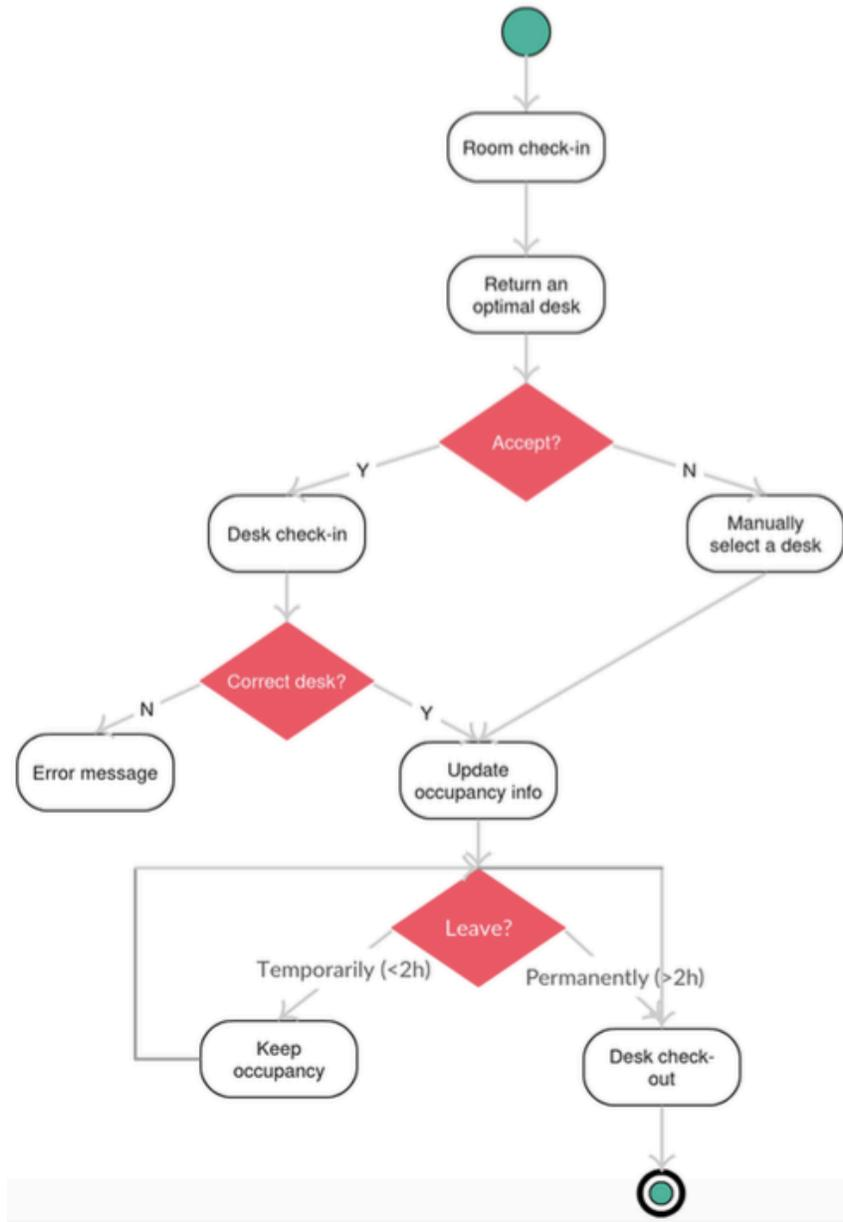 Room check-in
Return an
optimal desk
Accept?
Y
N
Desk check-in
Manually
select a desk
Correct desk?
N
Y
Error message
Update
occupancy info
Leave?
Temporarily (<2h)
Permanently (>2h)
Keep
occupancy
Desk check-
out